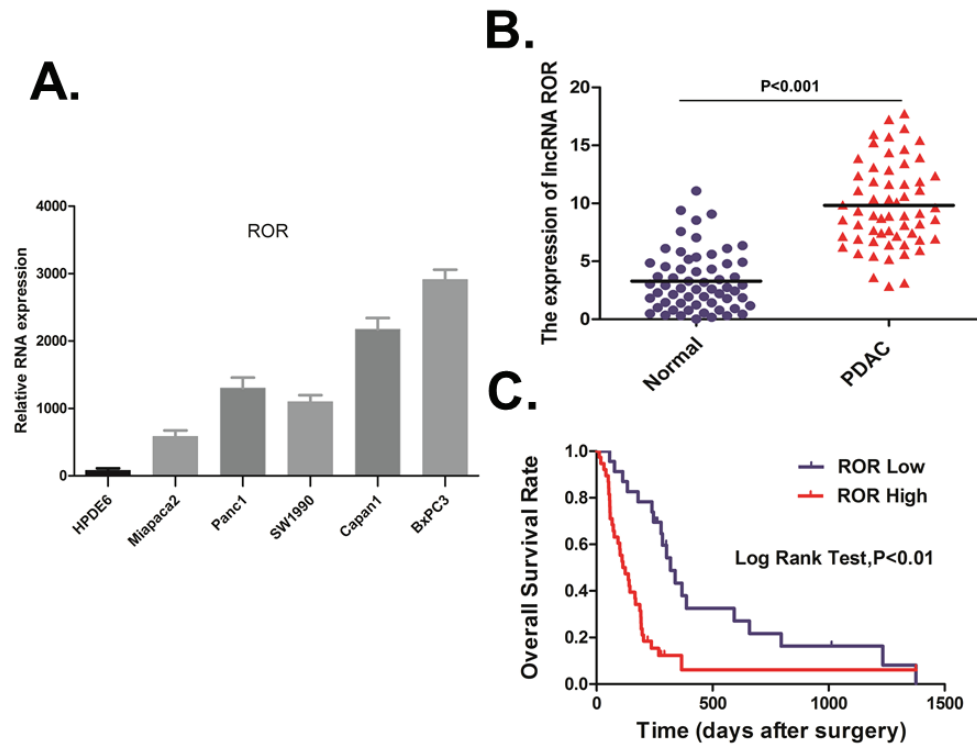 A.
ROR
Relative RNA expression
4000
3000
2000
1000
0
HPDE6
Miapaca2
Panc1
SW1990
Capan1
BxPC3
B.
P<0.001
The expression of lncRNA ROR
20
15
10
5
0
Normal
PDAC
C.
Overall Survival Rate
1.0
0.8
0.6
0.4
0.2
0.0
ROR Low
ROR High
Log Rank Test,P<0.01
0
500
1000
1500
Time (days after surgery)